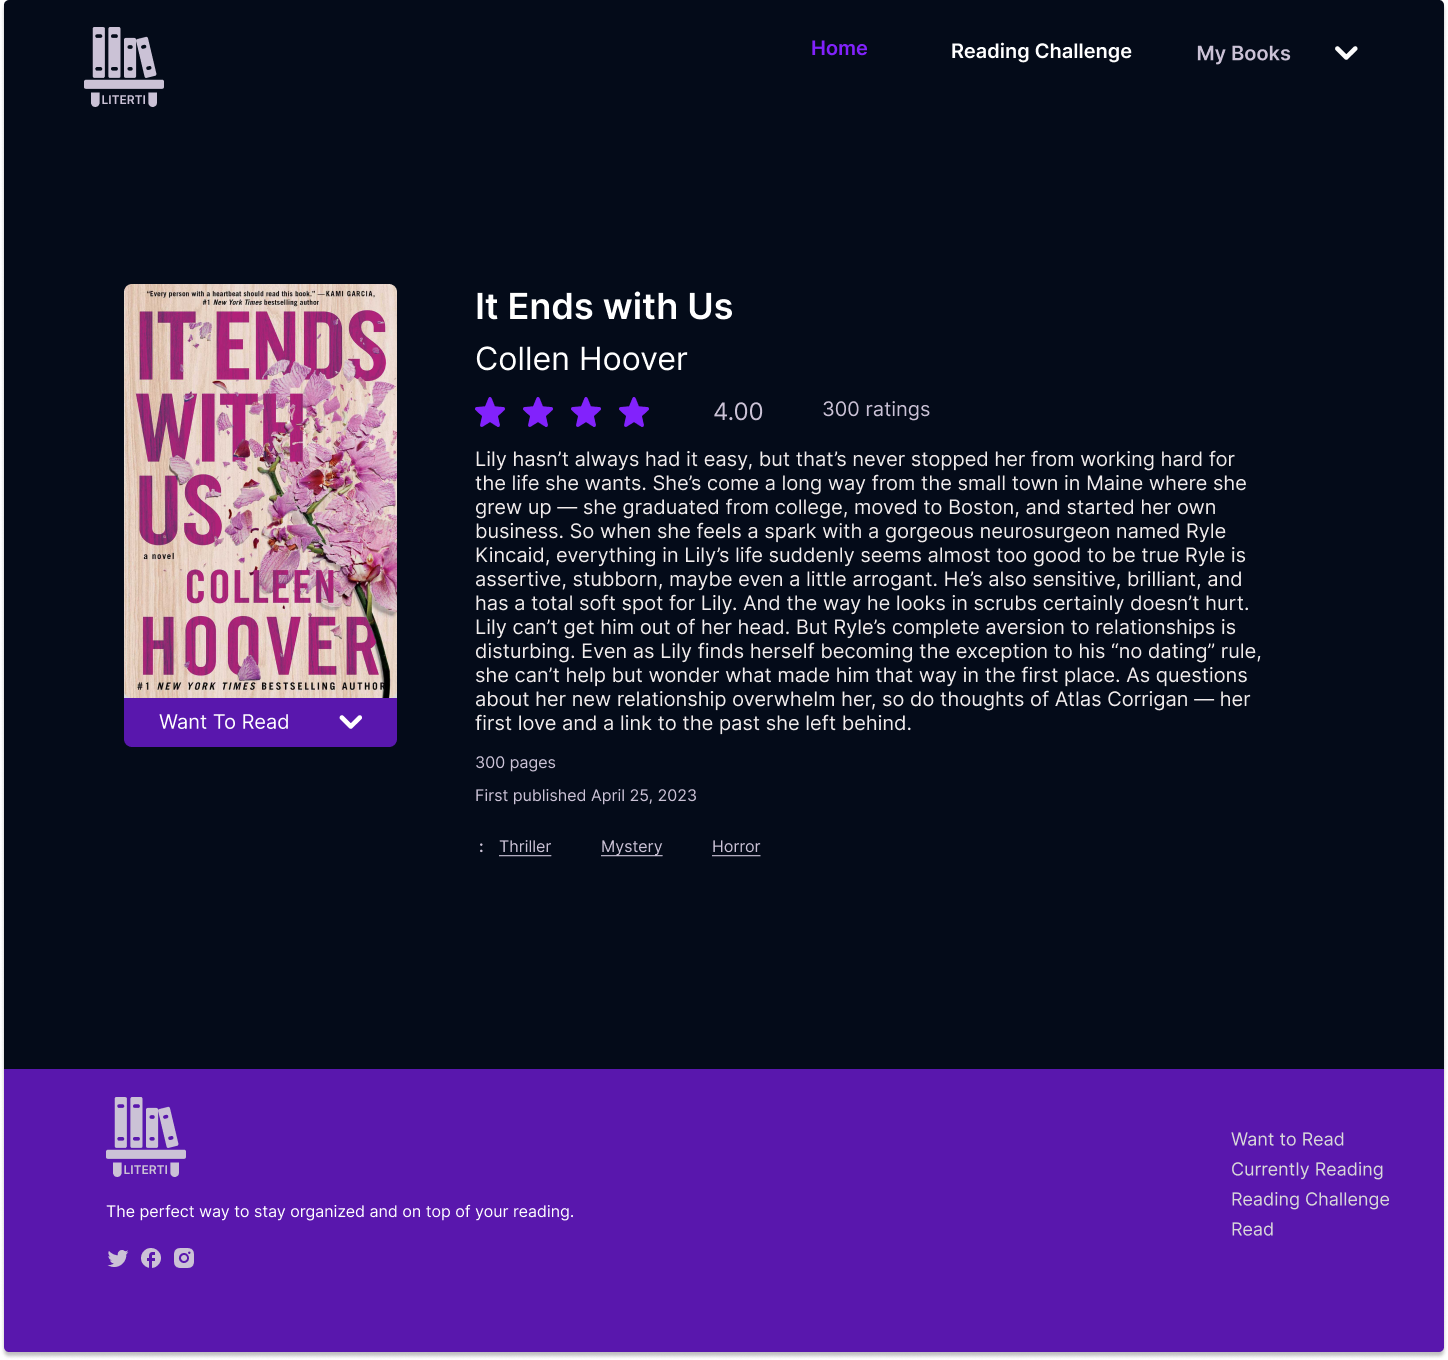 LITERTI
Home
Reading Challenge
My Books
“Every person with a heartbeat should read this book.” —KAMI GARCIA,
#1 New York Times bestselling author
IT ENDS
WITH
US
a novel
COLLEEN
HOOVER
#1 NEW YORK TIMES BESTSELLING AUTHOR
Want To Read
It Ends with Us
Collen Hoover
4.00
300 ratings
Lily hasn’t always had it easy, but that’s never stopped her from working hard for
the life she wants. She’s come a long way from the small town in Maine where she
grew up — she graduated from college, moved to Boston, and started her own
business. So when she feels a spark with a gorgeous neurosurgeon named Ryle
Kincaid, everything in Lily’s life suddenly seems almost too good to be true Ryle is
assertive, stubborn, maybe even a little arrogant. He’s also sensitive, brilliant, and
has a total soft spot for Lily. And the way he looks in scrubs certainly doesn’t hurt.
Lily can’t get him out of her head. But Ryle’s complete aversion to relationships is
disturbing. Even as Lily finds herself becoming the exception to his “no dating” rule,
she can’t help but wonder what made him that way in the first place. As questions
about her new relationship overwhelm her, so do thoughts of Atlas Corrigan — her
first love and a link to the past she left behind.
300 pages
First published April 25, 2023
: Thriller Mystery Horror
LITERTI
The perfect way to stay organized and on top of your reading.
Want to Read
Currently Reading
Reading Challenge
Read